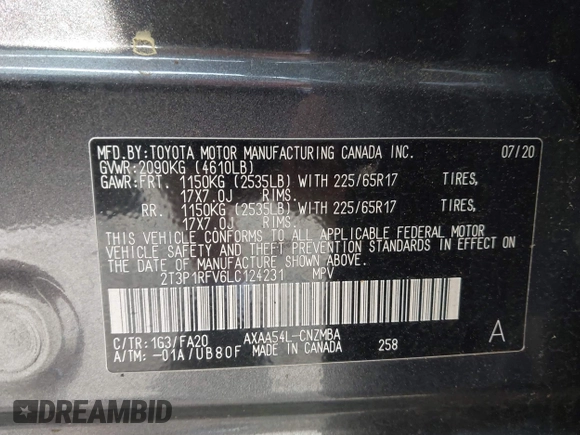 MFD.BY:TOYOTA MOTOR MANUFACTURING CANADA INC. 07/20
GVWR:2090KG (4610LB)
GAWR:FRT. 1150KG (2535LB) WITH 225/65R17 TIRES,
17X7.0J RIMS.
RR. 1150KG (2535LB) WITH 225/65R17 TIRES,
17X7.0J RIMS.
THIS VEHICLE CONFORMS TO ALL APPLICABLE FEDERAL MOTOR
VEHICLE SAFETY AND THEFT PREVENTION STANDARDS IN EFFECT
ON THE DATE OF MANUFACTURE SHOWN ABOVE.
2T3P1RFV6LC124231 MPV
C/TR:163/FA20 AXAA54L-CNZMBA
A/TM:-01A/UB80F MADE IN CANADA 258 A
DREAMBID